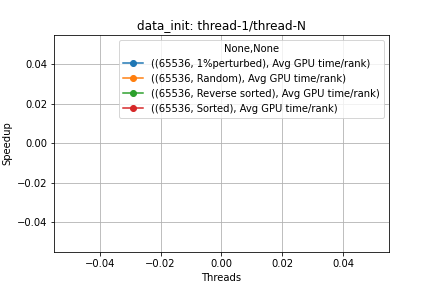 data_init: thread-1/thread-N
None,None
((65536, 1%perturbed), Avg GPU time/rank)
((65536, Random), Avg GPU time/rank)
((65536, Reverse sorted), Avg GPU time/rank)
((65536, Sorted), Avg GPU time/rank)
Speedup
0.04
0.02
0.00
−0.02
−0.04
−0.04
−0.02
0.00
0.02
0.04
Threads